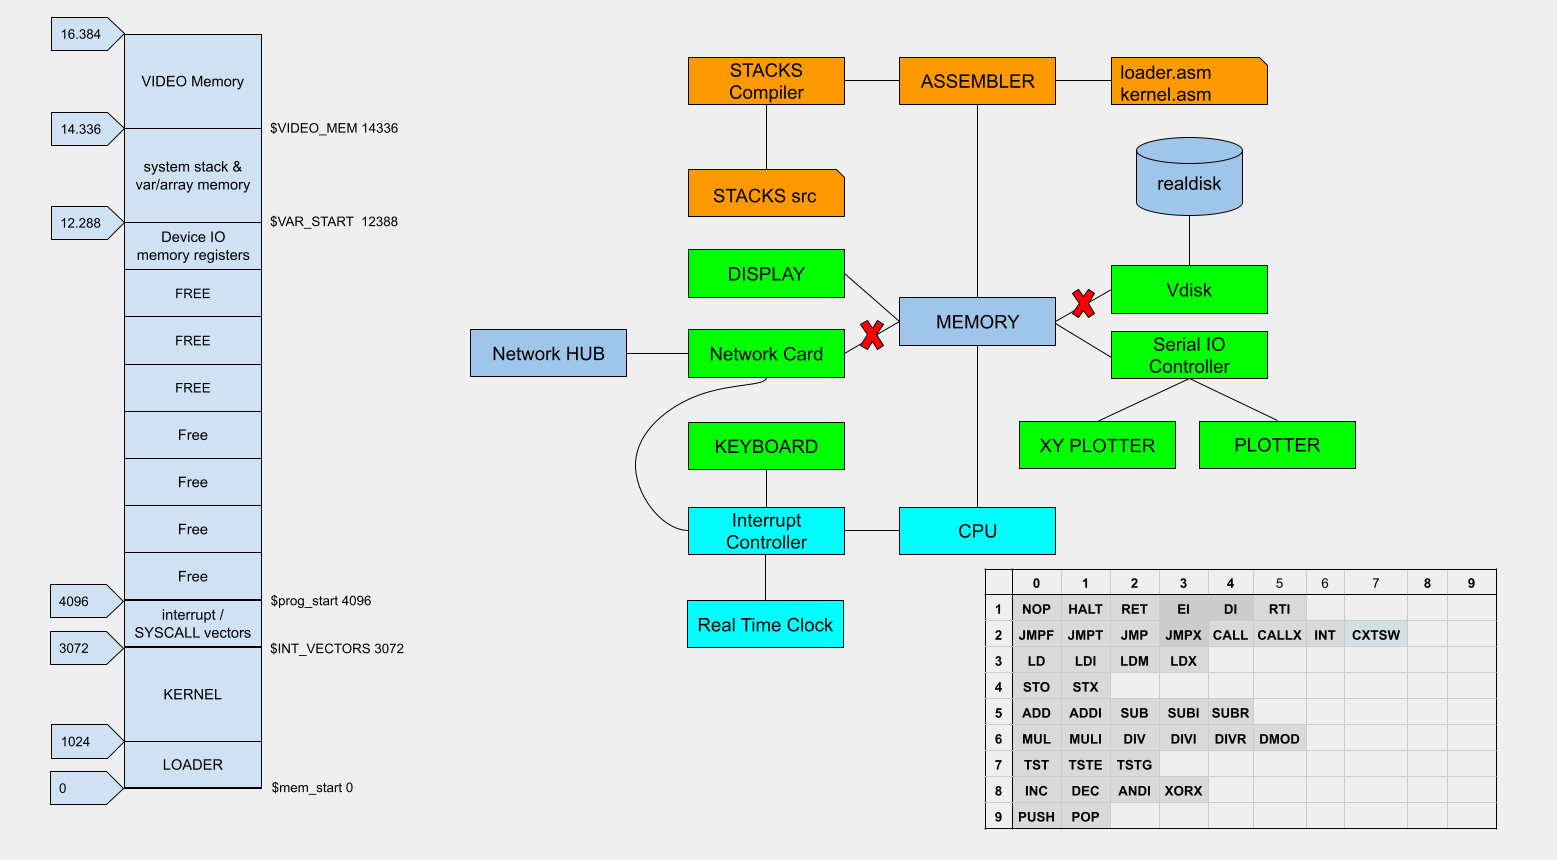 16.384
VIDEO Memory
14.336
$VIDEO_MEM 14336
system stack &
var/array memory
12.288
$VAR_START 12388
Device IO
memory registers
FREE
FREE
FREE
Free
Free
Free
Free
4096
$prog_start 4096
interrupt /
SYSCALL vectors
3072
$INT_VECTORS 3072
KERNEL
1024
LOADER
0
$mem_start 0
STACKS
Compiler
ASSEMBLER
loader.asm
kernel.asm
STACKS src
realdisk
DISPLAY
MEMORY
Vdisk
Network HUB
Network Card
Serial IO
Controller
KEYBOARD
XY PLOTTER
PLOTTER
Interrupt
Controller
CPU
Real Time Clock
0 1 2 3 4 5 6 7 8 9
1 NOP HALT RET EI DI RTI
2 JMPF JMPT JMP JMPX CALL CALLX INT CXTSW
3 LD LDI LDM LDX
4 STO STX
5 ADD ADDI SUB SUBI SUBR
6 MUL MULI DIV DIVI DIVR DMOD
7 TST TSTE TSTG
8 INC DEC ANDI XORX
9 PUSH POP